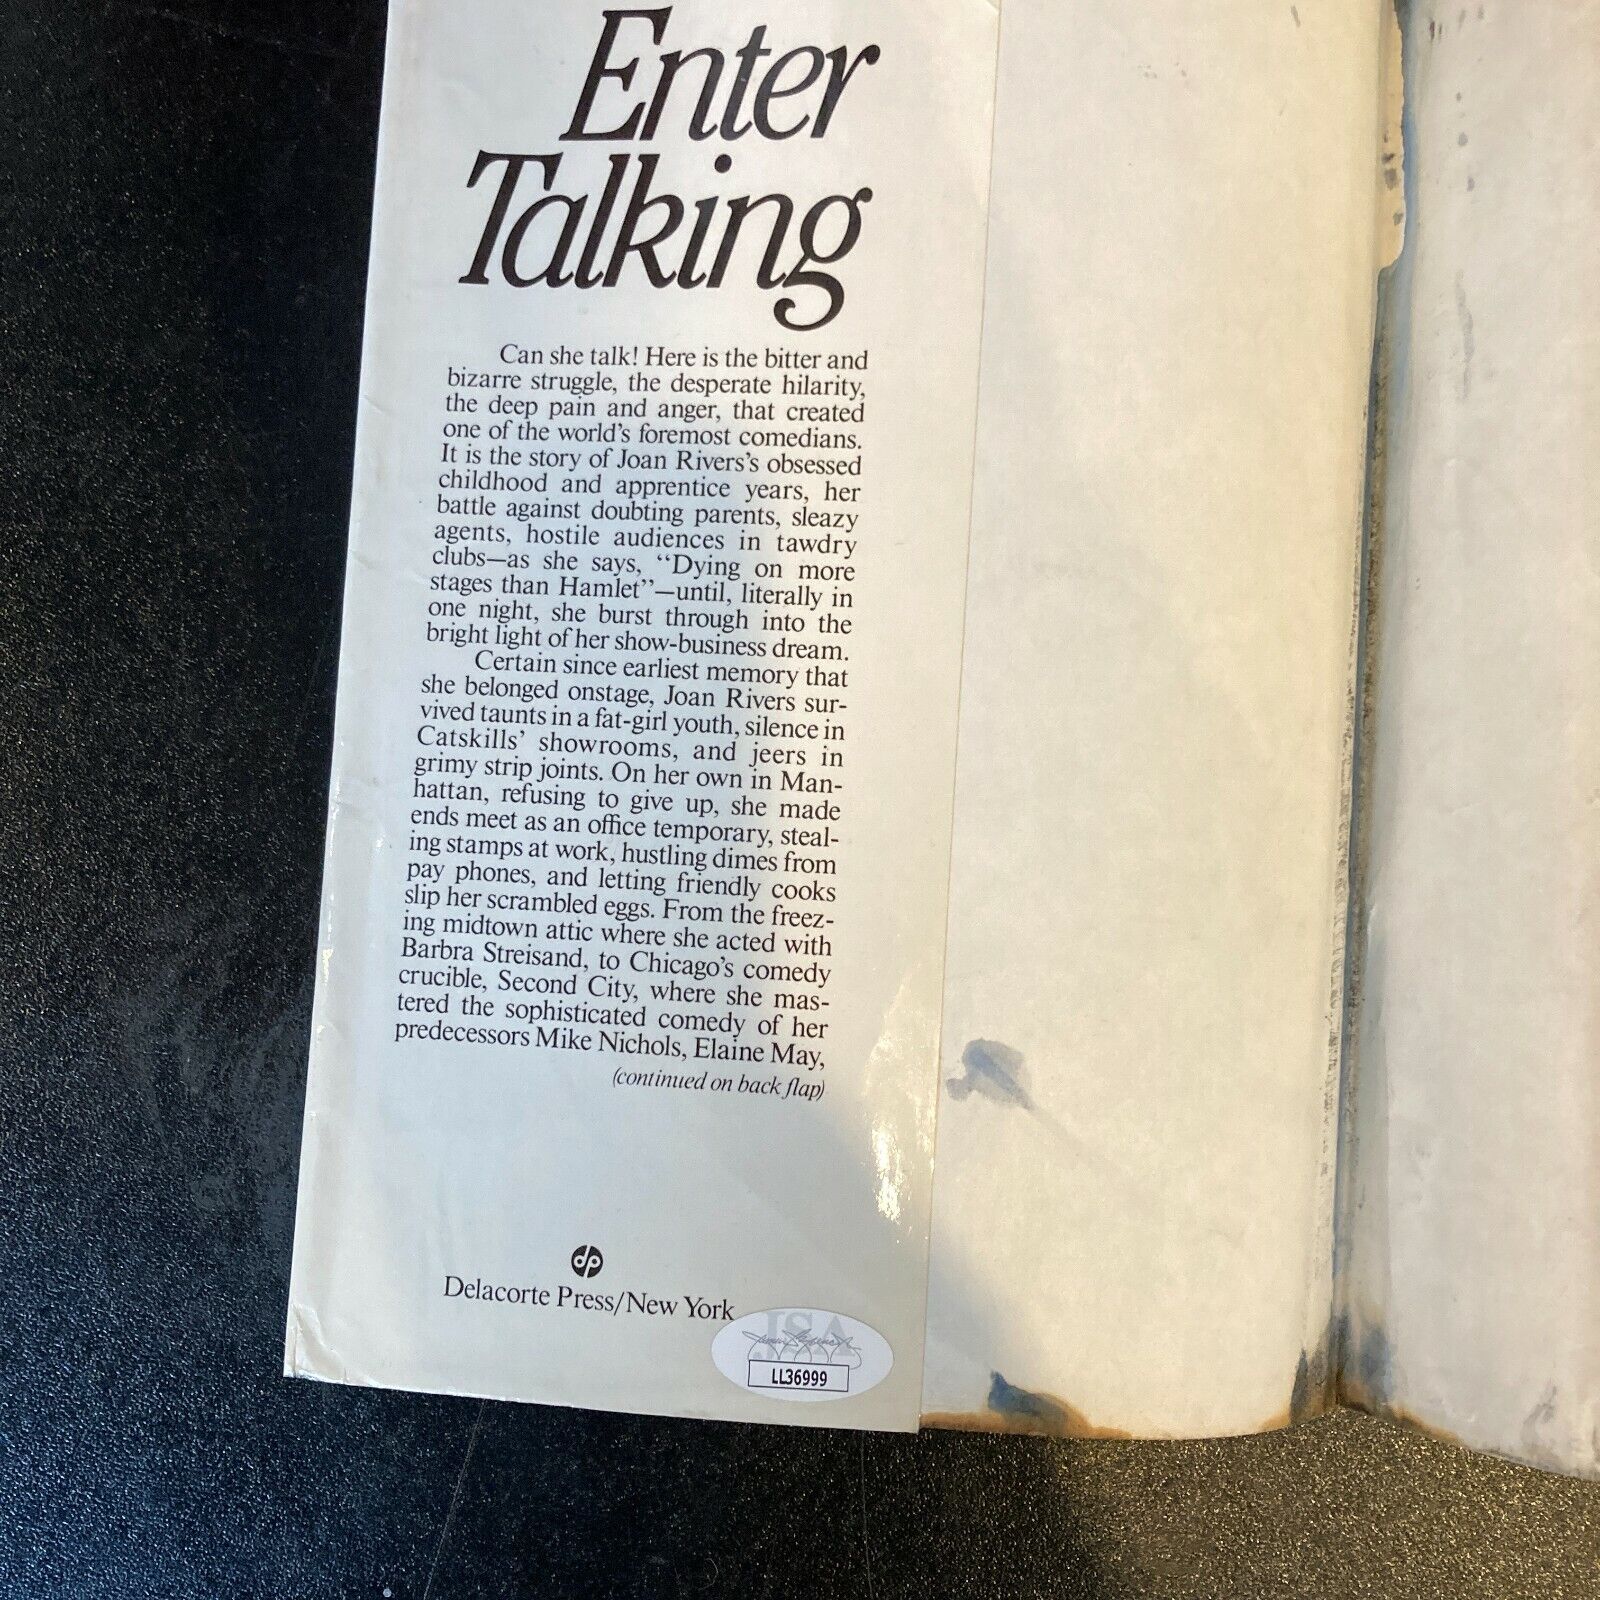 Enter
Talking
Can she talk! Here is the bitter and
bizarre struggle, the desperate hilarity,
the deep pain and anger, that created
one of the world's foremost comedians.
It is the story of Joan Rivers's obsessed
childhood and apprentice years, her
battle against doubting parents, sleazy
agents, hostile audiences in tawdry
clubs—as she says, “Dying on more
stages than Hamlet”—until, literally in
one night, she burst through into the
bright light of her show-business dream.
Certain since earliest memory that
she belonged onstage, Joan Rivers sur-
vived taunts in a fat-girl youth, silence in
Catskills' showrooms, and jeers in
grimy strip joints. On her own in Man-
hattan, refusing to give up, she made
ends meet as an office temporary, steal-
ing stamps at work, hustling dimes from
pay phones, and letting friendly cooks
slip her scrambled eggs. From the freez-
ing midtown attic where she acted with
Barbra Streisand, to Chicago's comedy
crucible, Second City, where she mas-
tered the sophisticated comedy of her
predecessors Mike Nichols, Elaine May,
(continued on back flap)
dp
Delacorte Press/New York
JSA
LL36999